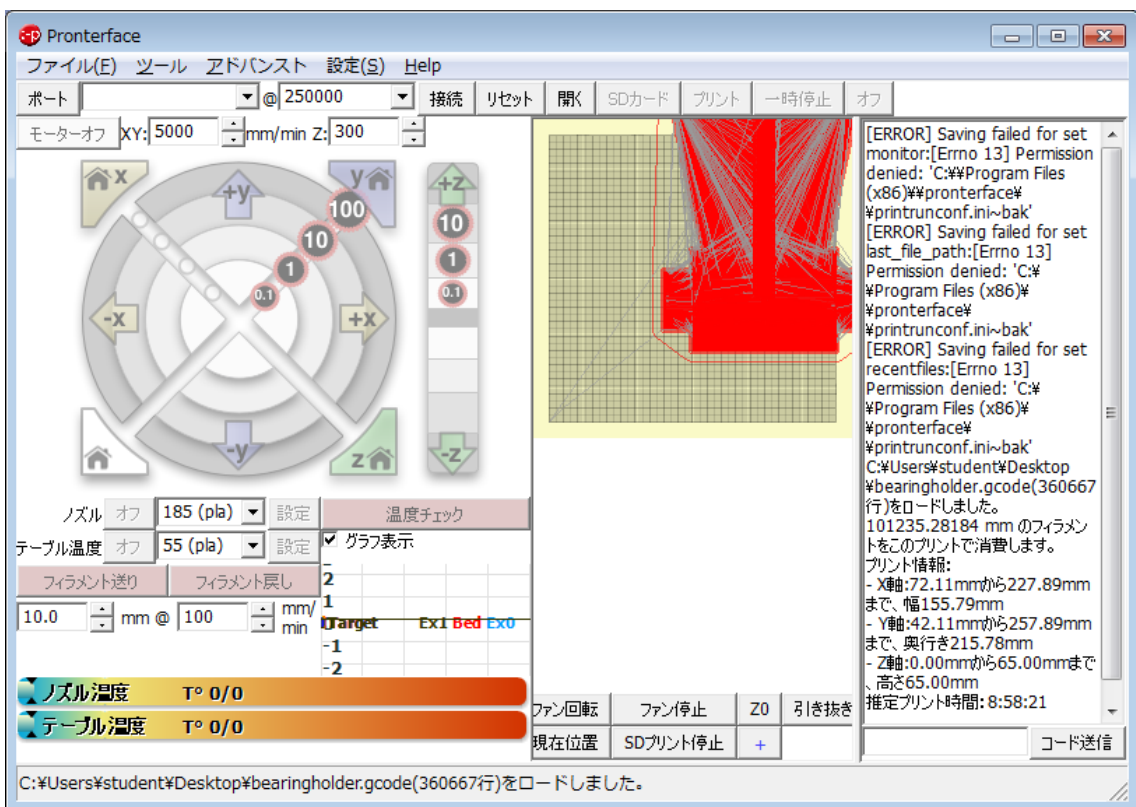 Pronterface
ファイル(F) ツール アドバンスト 設定(S) Help
ポート @ 250000 接続 リセット 開く SDカード プリント 一時停止 オフ
モーターオフ XY: 5000 mm/min Z: 300
x +y y +z
100 10
10 1
1 0.1
0.1
-x +X
-y z -z
ノズル オフ 185 (pla) 設定 温度チェック
テーブル温度 オフ 55 (pla) 設定 グラフ表示
フィラメント送り フィラメント戻し
10.0 mm @ 100 mm/
min
2
1
Target Ex1 Bed Ex0
-1
-2
ノズル温度 T° 0/0
テーブル温度 T° 0/0
ファン回転 ファン停止 Z0 引き抜き
現在位置 SDプリント停止 +
[ERROR] Saving failed for set
monitor:[Errno 13] Permission
denied: 'C:¥¥Program Files
(x86)¥¥pronterface¥
¥printrunconf.ini~bak'
[ERROR] Saving failed for set
last_file_path:[Errno 13]
Permission denied: 'C:¥
¥Program Files (x86)¥
¥pronterface¥
¥printrunconf.ini~bak'
[ERROR] Saving failed for set
recentfiles:[Errno 13]
Permission denied: 'C:¥
¥Program Files (x86)¥
¥pronterface¥
¥printrunconf.ini~bak'
C:¥Users¥student¥Desktop
¥bearingholder.gcode(360667
行)をロードしました。
101235.28184 mm のフィラメン
トをこのプリントで消費します。
プリント情報:
- X軸:72.11mmから227.89mm
まで、幅155.79mm
- Y軸:42.11mmから257.89mm
まで、奥行き215.78mm
- Z軸:0.00mmから65.00mmまで
、高さ65.00mm
推定プリント時間: 8:58:21
コード送信
C:¥Users¥student¥Desktop¥bearingholder.gcode(360667行)をロードしました。